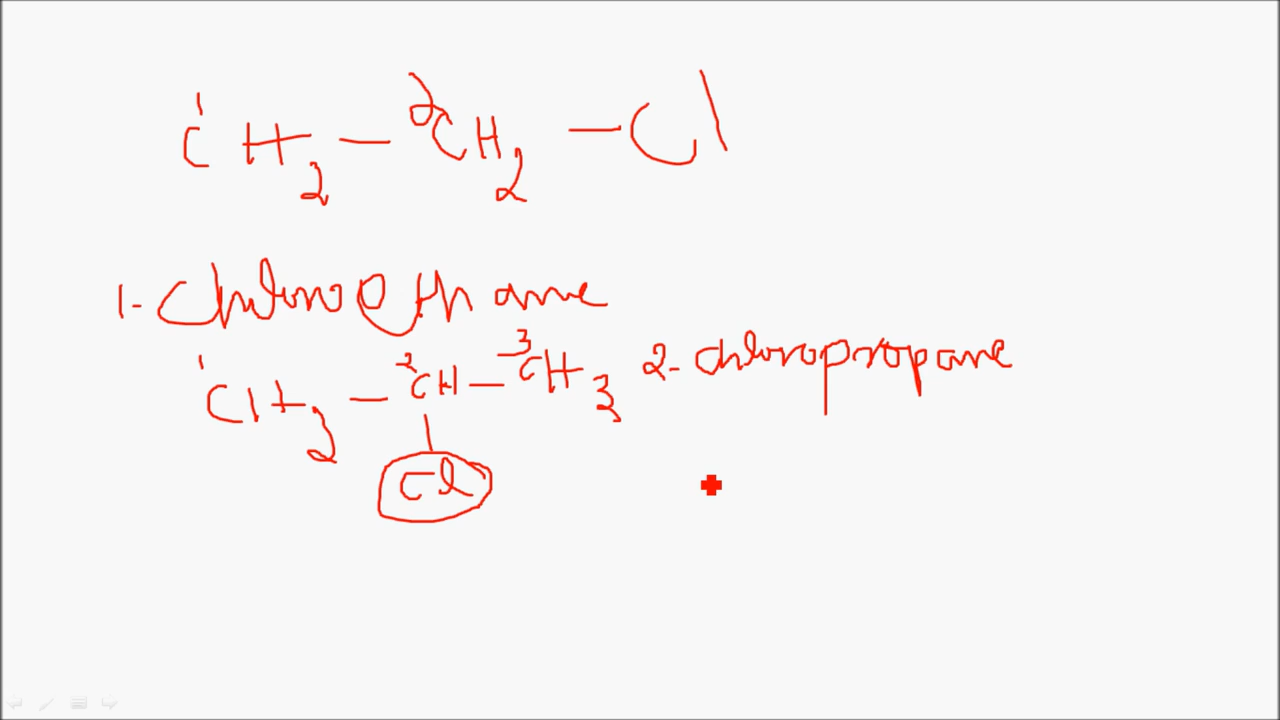 ¹CH₂ — ²CH₂ — Cl
1-Chloroethane
¹CH₂ — ²CH — ³CH₃ 2-chloropropane
Cl